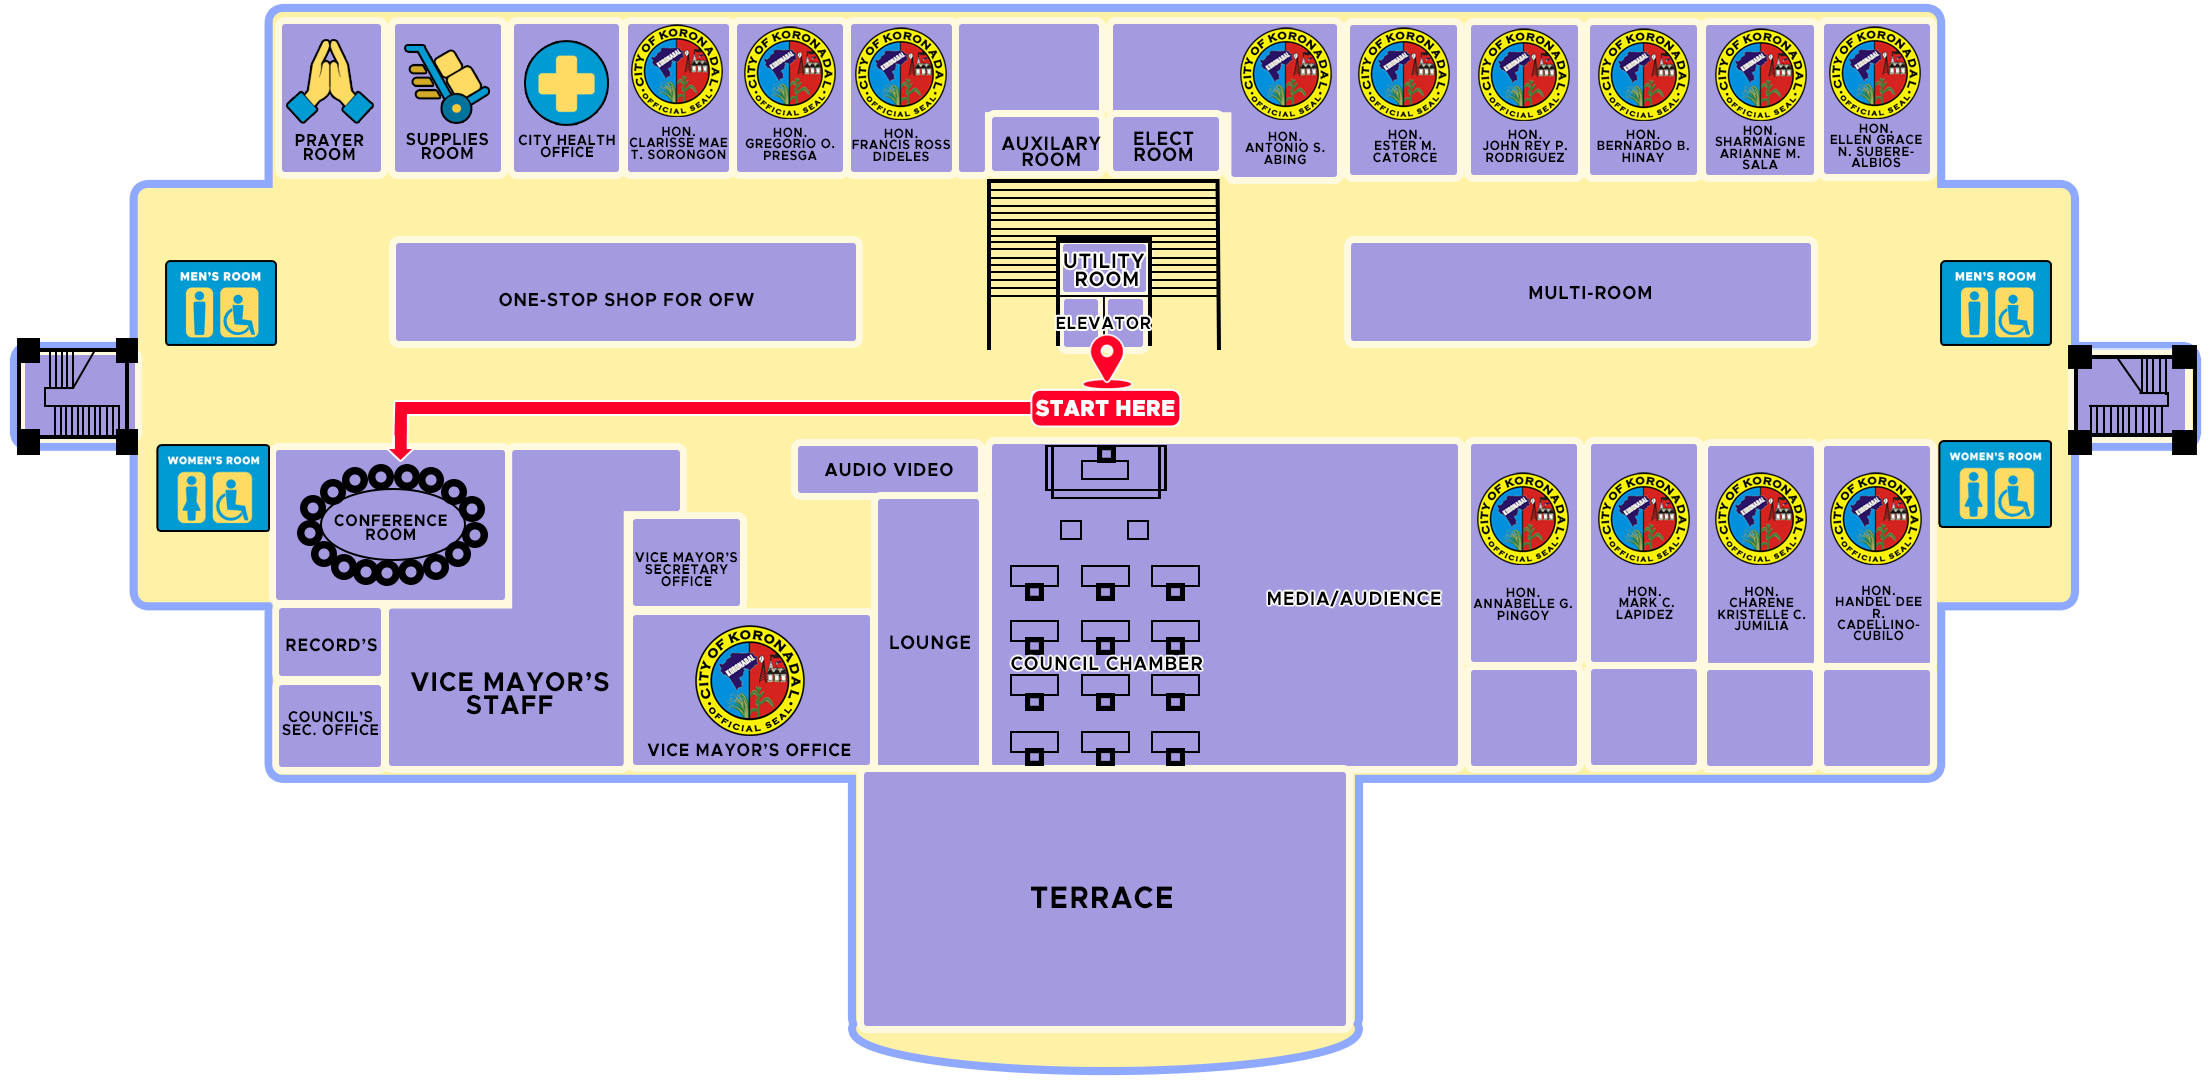 PRAYER
ROOM
SUPPLIES
ROOM
CITY HEALTH
OFFICE
CITY OF KORONADAL
OFFICIAL SEAL
HON.
CLARISSE MAE
T. SORONGON
CITY OF KORONADAL
OFFICIAL SEAL
HON.
GREGORIO O.
PRESGA
CITY OF KORONADAL
OFFICIAL SEAL
HON.
FRANCIS ROSS
DIDELES
AUXILARY
ROOM
ELECT
ROOM
CITY OF KORONADAL
OFFICIAL SEAL
HON.
ANTONIO S.
ABING
CITY OF KORONADAL
OFFICIAL SEAL
HON.
ESTER M.
CATORCE
CITY OF KORONADAL
OFFICIAL SEAL
HON.
JOHN REY P.
RODRIGUEZ
CITY OF KORONADAL
OFFICIAL SEAL
HON.
BERNARDO B.
HINAY
CITY OF KORONADAL
OFFICIAL SEAL
HON.
SHARMAIGNE
ARIANNE M.
SALA
CITY OF KORONADAL
OFFICIAL SEAL
HON.
ELLEN GRACE
N. SUBERE-
ALBIOS
MEN'S ROOM
ONE-STOP SHOP FOR OFW
UTILITY
ROOM
ELEVATOR
MULTI-ROOM
MEN'S ROOM
START HERE
WOMEN'S ROOM
CONFERENCE
ROOM
AUDIO VIDEO
VICE MAYOR'S
SECRETARY
OFFICE
RECORD'S
COUNCIL'S
SEC. OFFICE
VICE MAYOR'S
STAFF
CITY OF KORONADAL
OFFICIAL SEAL
VICE MAYOR'S OFFICE
LOUNGE
MEDIA/AUDIENCE
COUNCIL CHAMBER
CITY OF KORONADAL
OFFICIAL SEAL
HON.
ANNABELLE G.
PINGOY
CITY OF KORONADAL
OFFICIAL SEAL
HON.
MARK C.
LAPIDEZ
CITY OF KORONADAL
OFFICIAL SEAL
HON.
CHARENE
KRISTELLE C.
JUMILIA
CITY OF KORONADAL
OFFICIAL SEAL
HON.
HANDEL DEE
R.
CADELLINO-
CUBILO
WOMEN'S ROOM
TERRACE